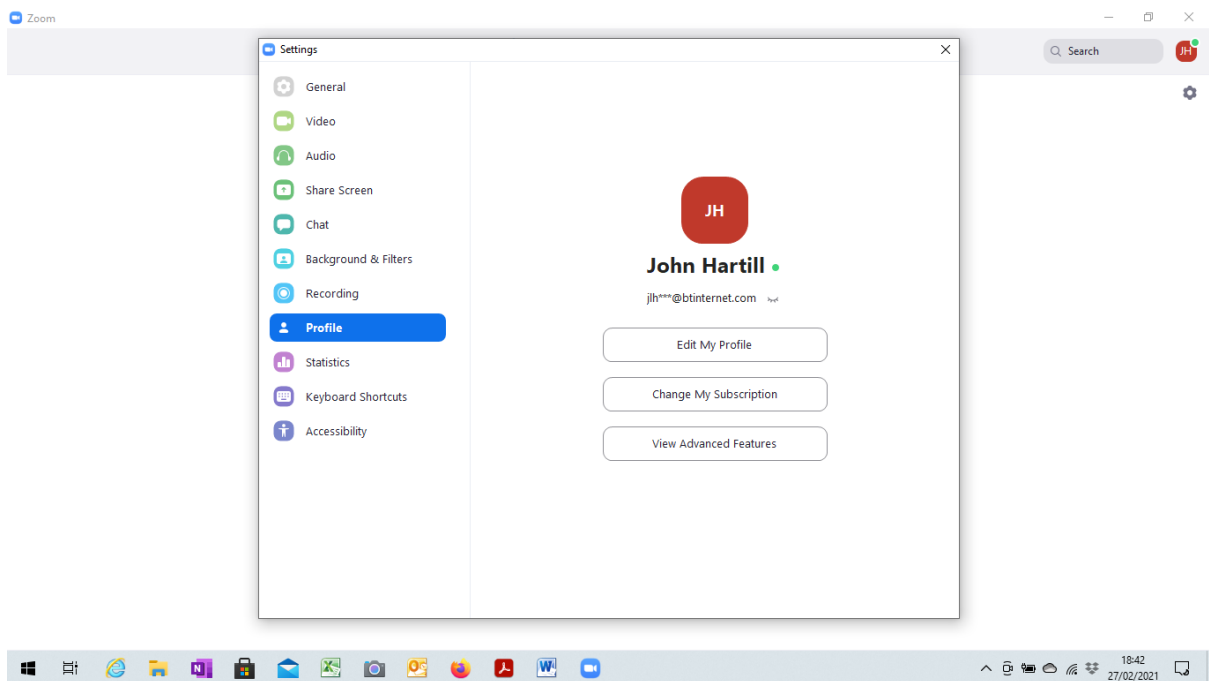 Zoom
Settings
Search
JH
General
Video
Audio
Share Screen
Chat
Background & Filters
Recording
Profile
Statistics
Keyboard Shortcuts
Accessibility
JH
John Hartill
jlh***@btinternet.com
Edit My Profile
Change My Subscription
View Advanced Features
18:42
27/02/2021